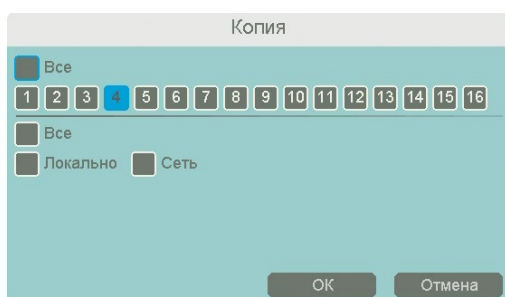 Копия
Все
1 2 3 4 5 6 7 8 9 10 11 12 13 14 15 16
Все
Локально Сеть
ОК Отмена